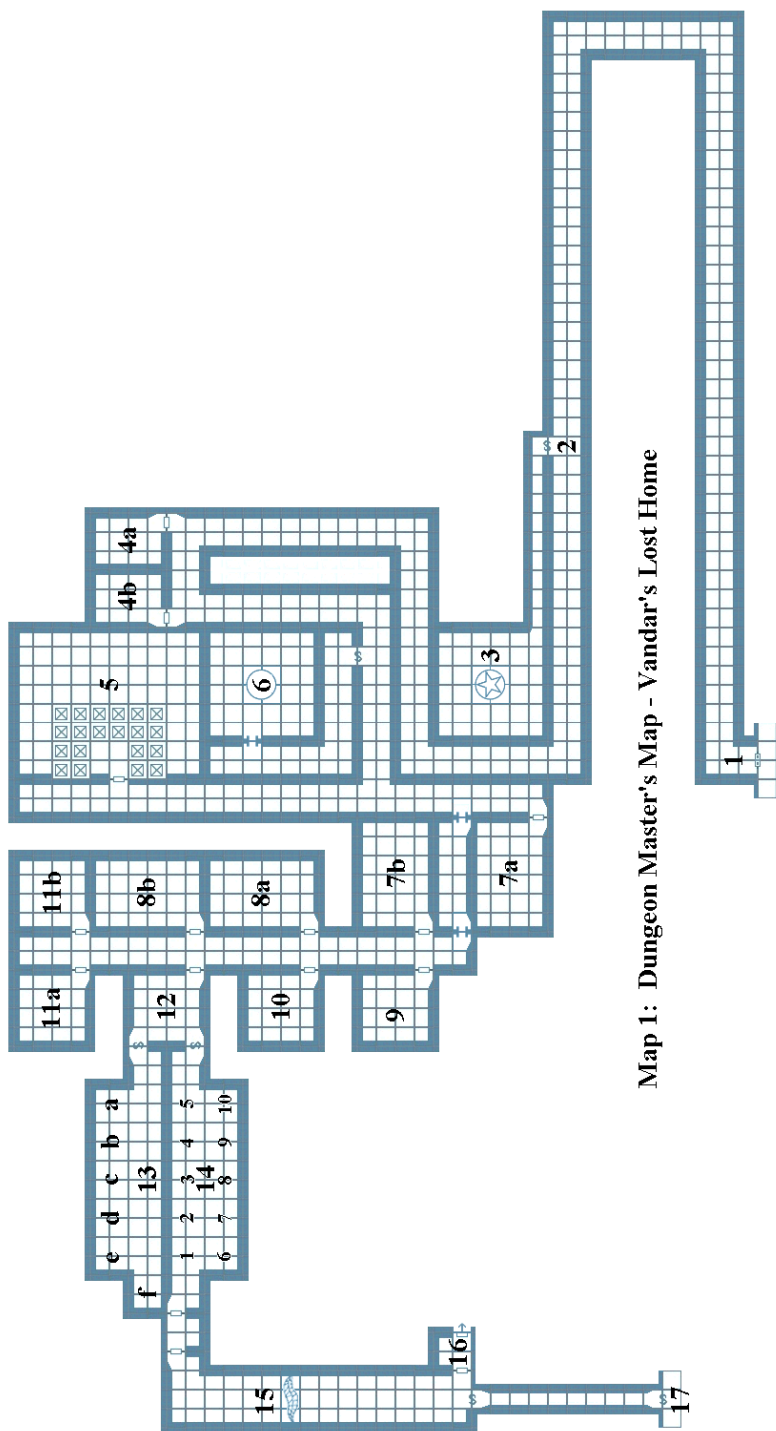 11a 11b
e d c b a 5
4b 4a
f 13 8b
12
1 2 3 4 5
14
6 7 8 9 10
15 8a 6
10
9 7b
16
3
7a
2
Map 1: Dungeon Master's Map - Vandar's Lost Home
17
1